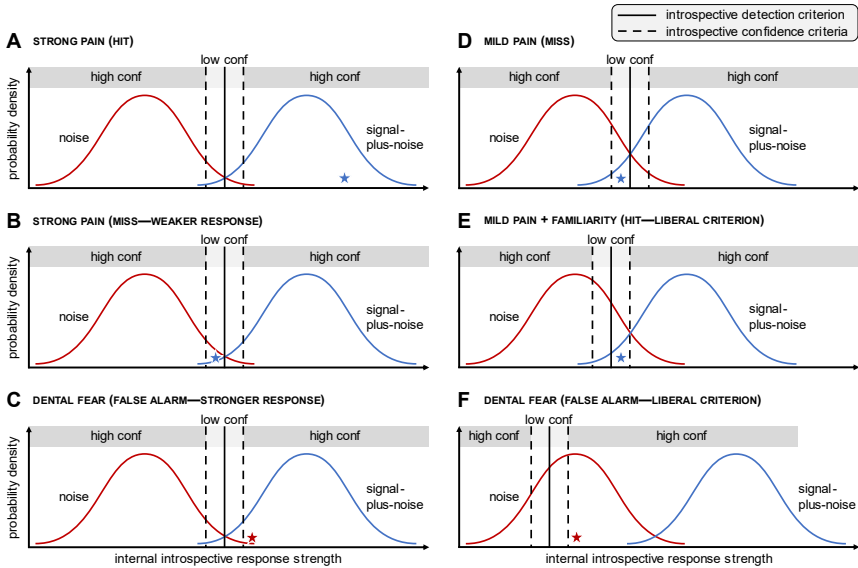 introspective detection criterion
introspective confidence criteria
A STRONG PAIN (HIT)
low conf
high conf
high conf
noise
signal-
plus-noise
probability density
B STRONG PAIN (MISS—WEAKER RESPONSE)
low conf
high conf
high conf
noise
signal-
plus-noise
probability density
C DENTAL FEAR (FALSE ALARM—STRONGER RESPONSE)
low conf
high conf
high conf
noise
signal-
plus-noise
probability density
internal introspective response strength
D MILD PAIN (MISS)
low conf
high conf
high conf
noise
signal-
plus-noise
E MILD PAIN + FAMILIARITY (HIT—LIBERAL CRITERION)
low conf
high conf
high conf
noise
signal-
plus-noise
F DENTAL FEAR (FALSE ALARM—LIBERAL CRITERION)
low conf
high conf
high conf
noise
signal-
plus-noise
internal introspective response strength